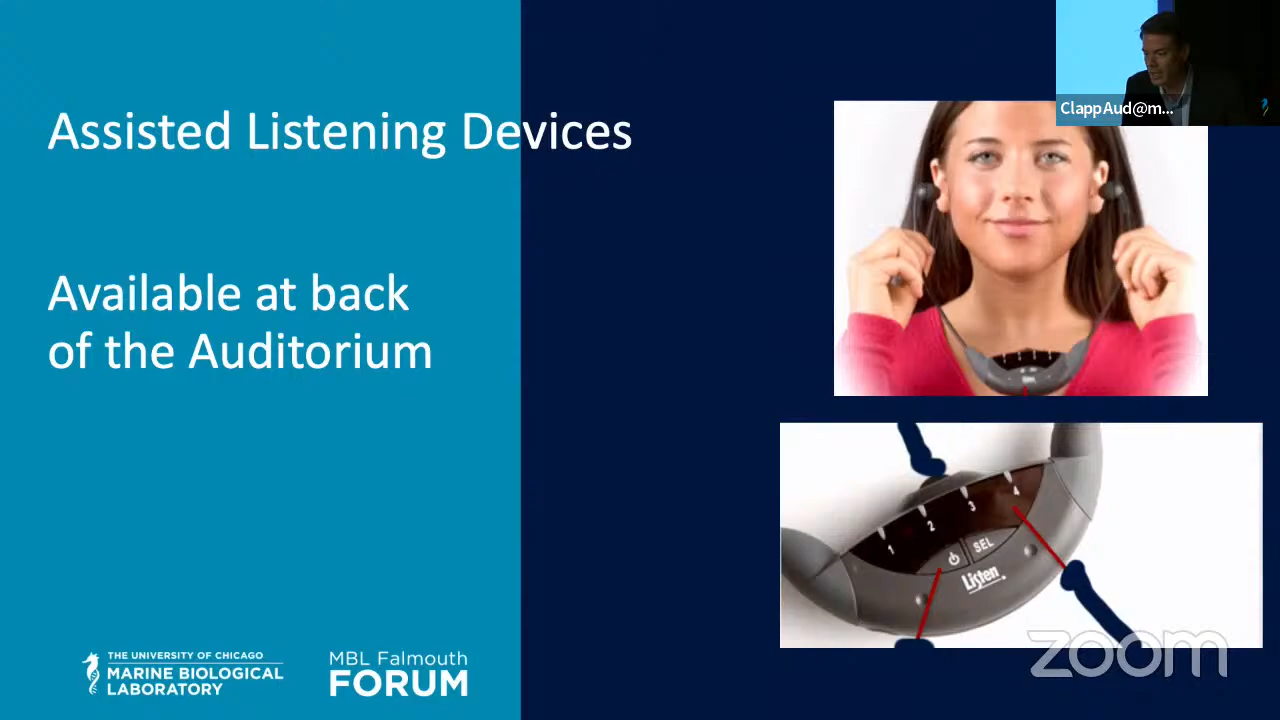 Assisted Listening Devices
Available at back
of the Auditorium
ClappAud@m...
1
2
3
4
SEL
Listen
THE UNIVERSITY OF CHICAGO
MARINE BIOLOGICAL
LABORATORY
MBL Falmouth
FORUM
zoom